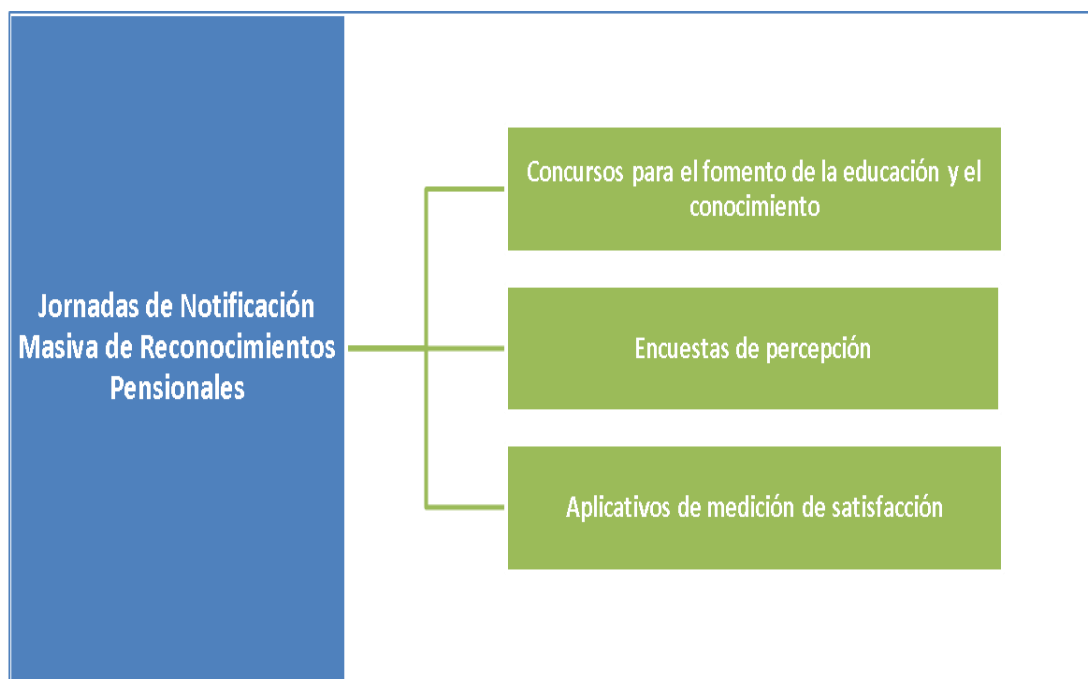 Jornadas de Notificación
Masiva de Reconocimientos
Pensionales
Concursos para el fomento de la educación y el
conocimiento
Encuestas de percepción
Aplicativos de medición de satisfacción